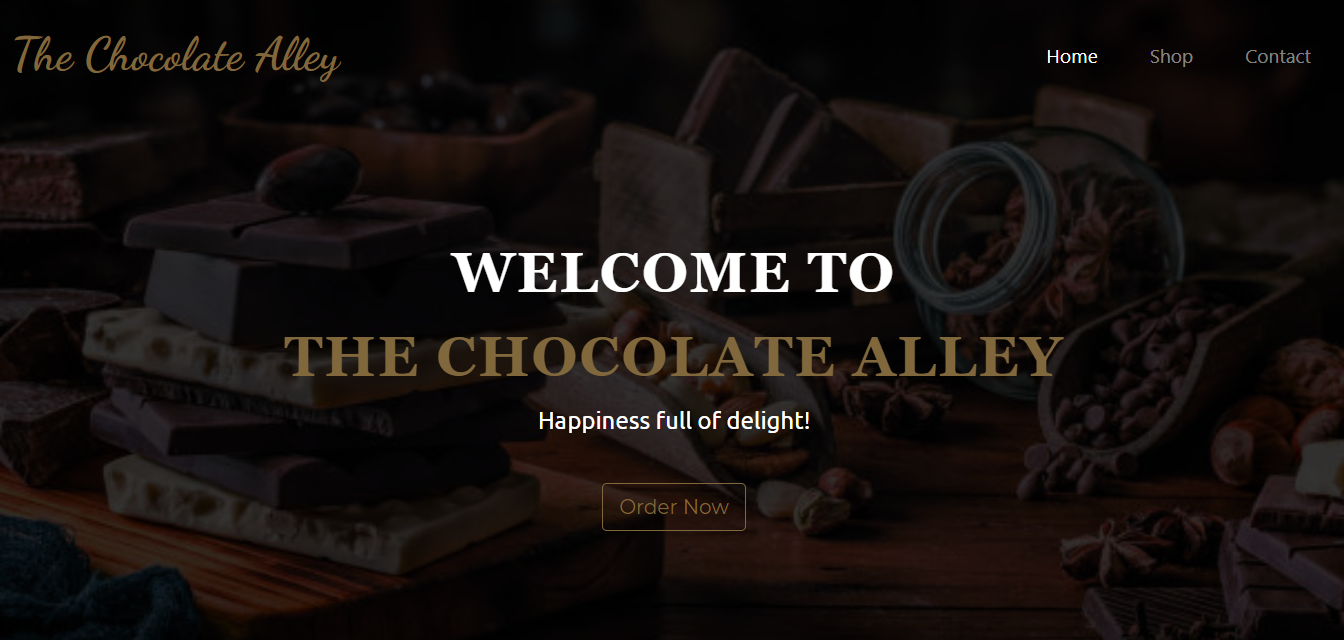 The Chocolate Alley
Home Shop Contact
WELCOME TO
THE CHOCOLATE ALLEY
Happiness full of delight!
Order Now